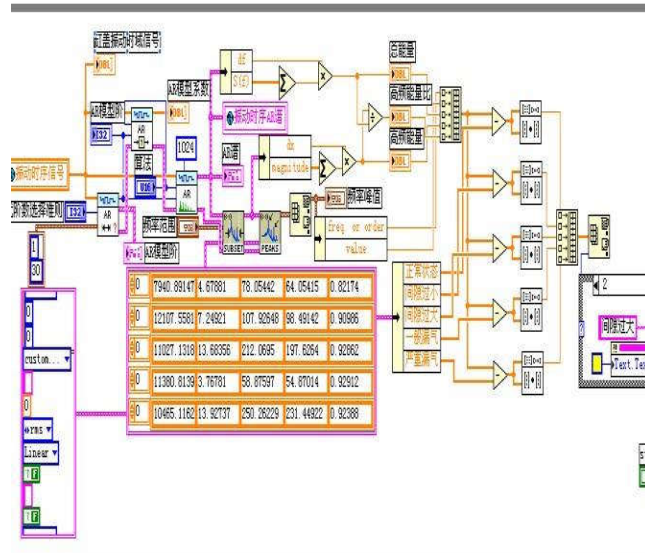 缸盖振动时域信号
DBL
df
S(f)
总能量
DBL
AR模型系数
高频能量比
DBL
AR模型阶
DBL
振动时序AR谱
I32
AR
1024
AR谱
dx
magnitude
高频能量
DBL
算法
U16
AR
振动时序信号
阶数选择准则
I32
AR
频率范围
频率峰值
AR模型阶
SUBSET
PEAKS
freq or order
value
1
30
正常状态
间隙过小
间隙过大
一般漏气
严重漏气
2
间隙过大
Text.Te
0
0
custom...
0
rms
Linear
T F
T F
0 7940.89147 4.67881 78.05442 64.05415 0.82174
0 12107.5581 7.24921 107.92648 98.49142 0.90986
0 11027.1318 13.68356 212.0695 197.6264 0.92862
0 11380.8139 3.76781 58.87597 54.87014 0.92912
0 10465.1162 13.92737 250.26229 231.44922 0.92388